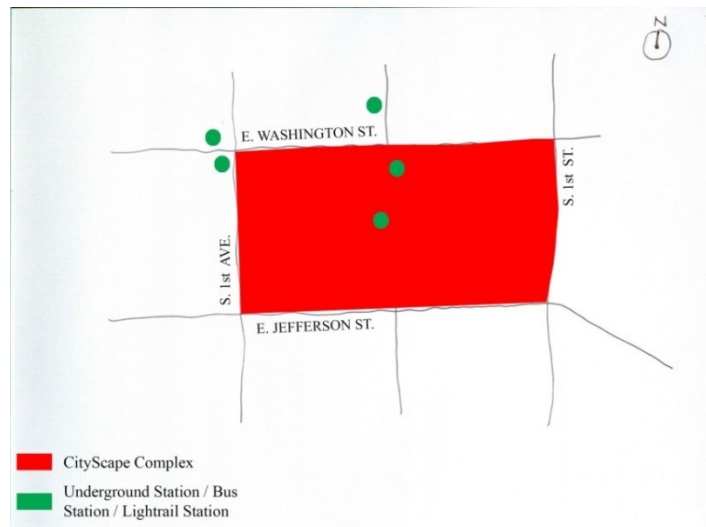 N
E. WASHINGTON ST.
S. 1st ST.
S. 1st AVE.
E. JEFFERSON ST.
CityScape Complex
Underground Station / Bus
Station / Lightrail Station